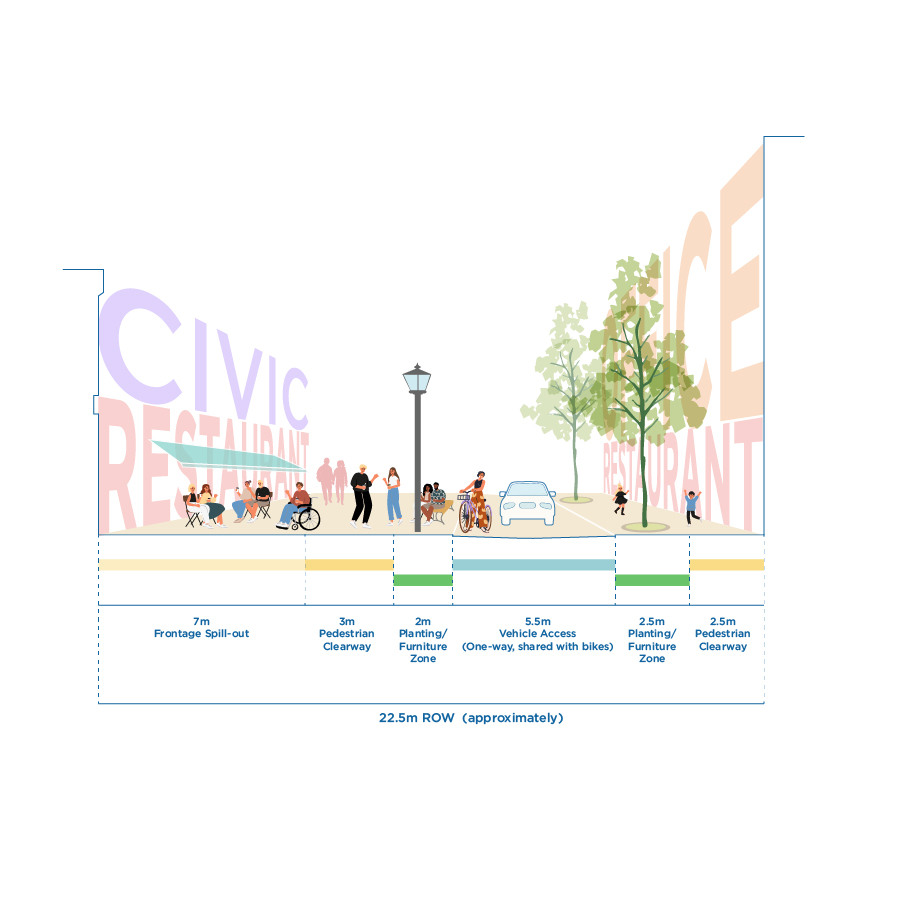 CIVIC
RESTAURANT
RESTAURANT
7m
Frontage Spill-out
3m
Pedestrian
Clearway
2m
Planting/
Furniture
Zone
5.5m
Vehicle Access
(One-way, shared with bikes)
2.5m
Planting/
Furniture
Zone
2.5m
Pedestrian
Clearway
22.5m ROW (approximately)